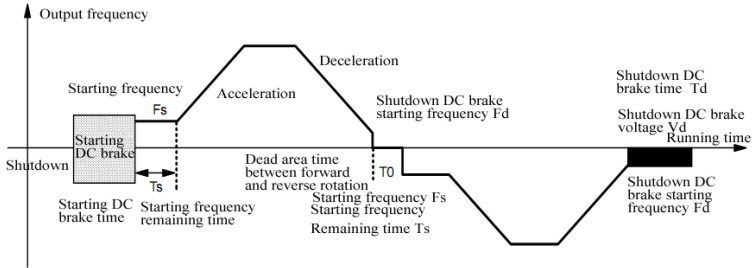 Output frequency
Deceleration
Starting frequency
Fs
Acceleration
Shutdown DC brake
starting frequency Fd
Shutdown DC
brake time Td
Shutdown DC brake
voltage Vd
Running time
Starting
DC brake
Shutdown
Ts
Dead area time
between forward
and reverse rotation
T0
Starting DC
brake time
Starting frequency
remaining time
Starting frequency Fs
Starting frequency
Remaining time Ts
Shutdown DC
brake starting
frequency Fd